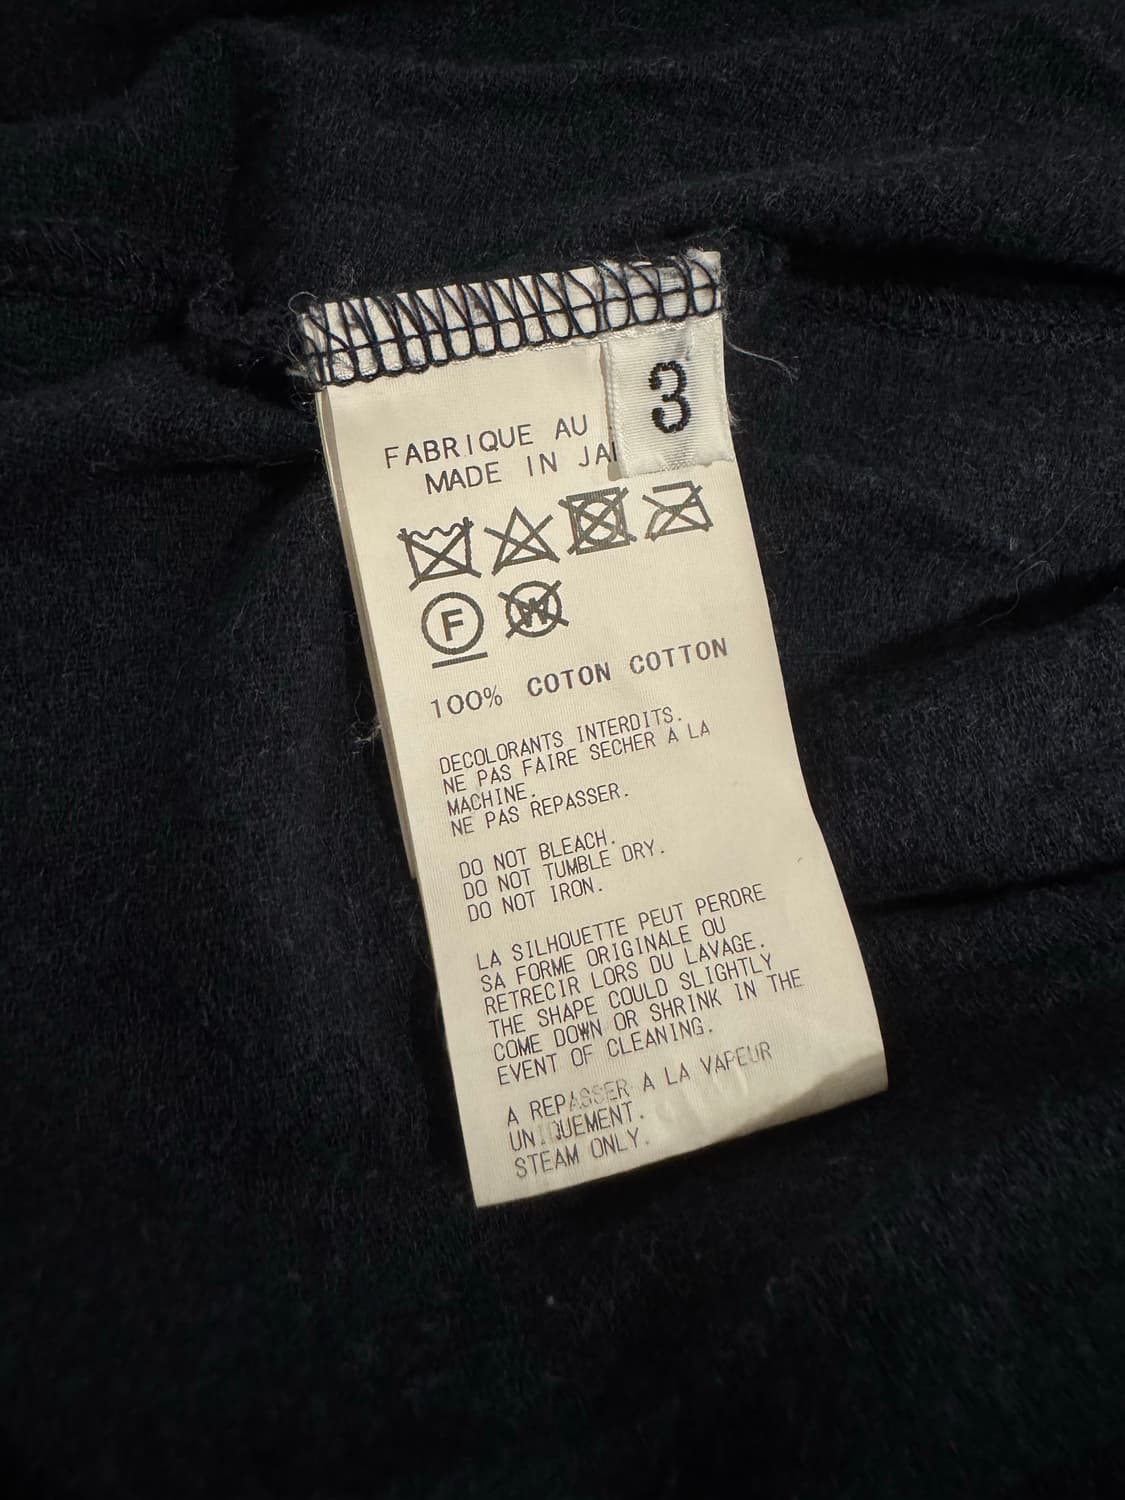 3
FABRIQUE AU
MADE IN JA
F
W
100% COTON COTTON
DECOLORANTS INTERDITS.
NE PAS FAIRE SECHER A LA
MACHINE.
NE PAS REPASSER.
DO NOT BLEACH.
DO NOT TUMBLE DRY.
DO NOT IRON.
LA SILHOUETTE PEUT PERDRE
SA FORME ORIGINALE OU
RETRECIR LORS DU LAVAGE.
THE SHAPE COULD SLIGHTLY
COME DOWN OR SHRINK IN THE
EVENT OF CLEANING.
A REPASSER A LA VAPEUR
UNIQUEMENT.
STEAM ONLY.